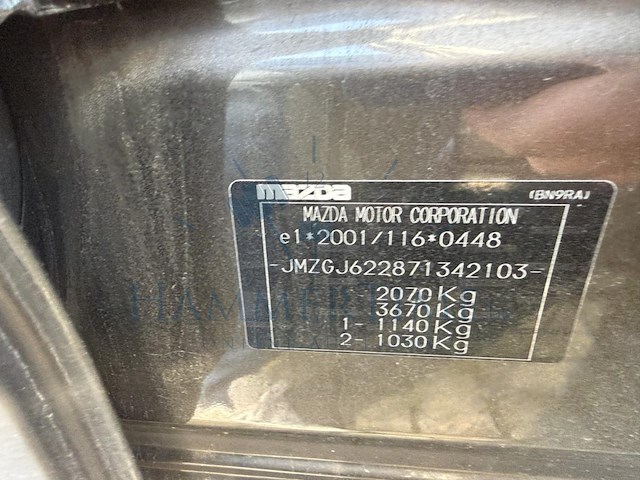 mazda
(BN9RA)
MAZDA MOTOR CORPORATION
e1*2001/116*0448
-JMZGJ622871342103-
2070Kg
3670Kg
1- 1140Kg
2- 1030Kg